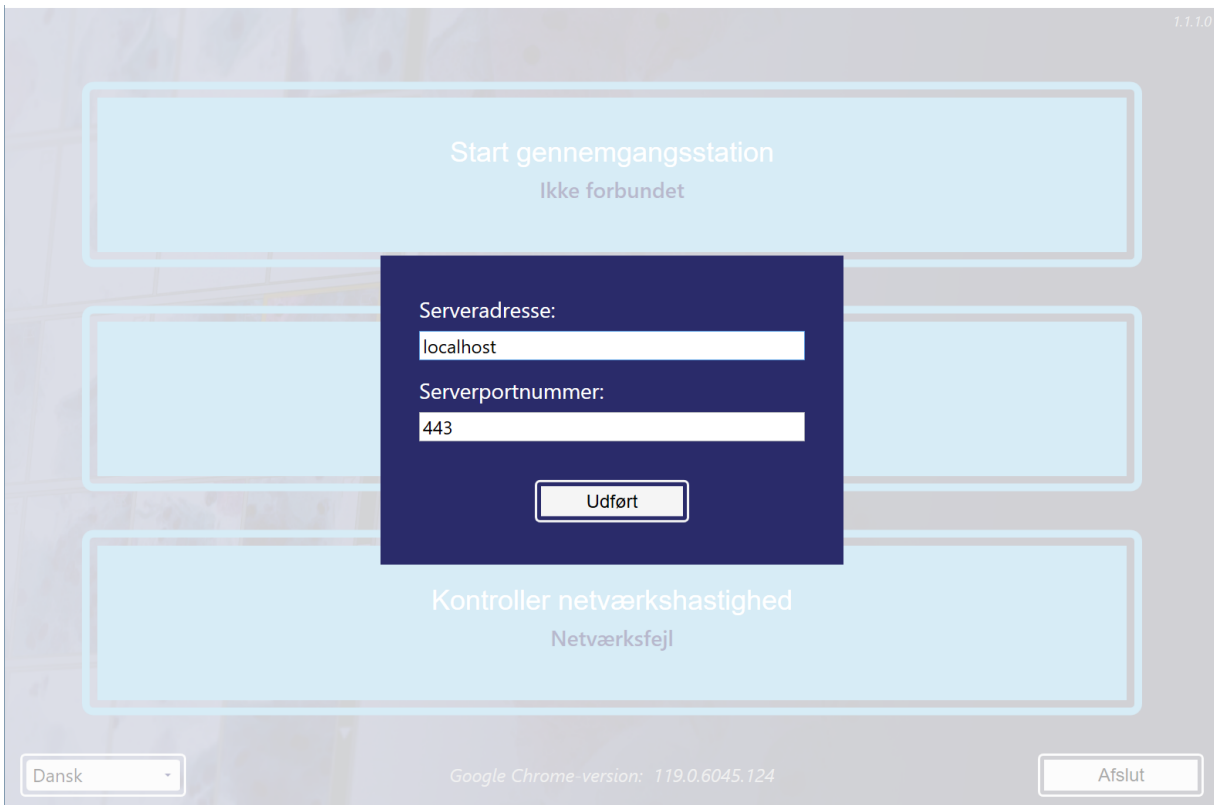 1.1.1.0
Start gennemgangsstation
Ikke forbundet
Serveradresse:
localhost
Serverportnummer:
443
Udført
Kontroller netværkshastighed
Netværksfejl
Dansk
Google Chrome-version: 119.0.6045.124
Afslut